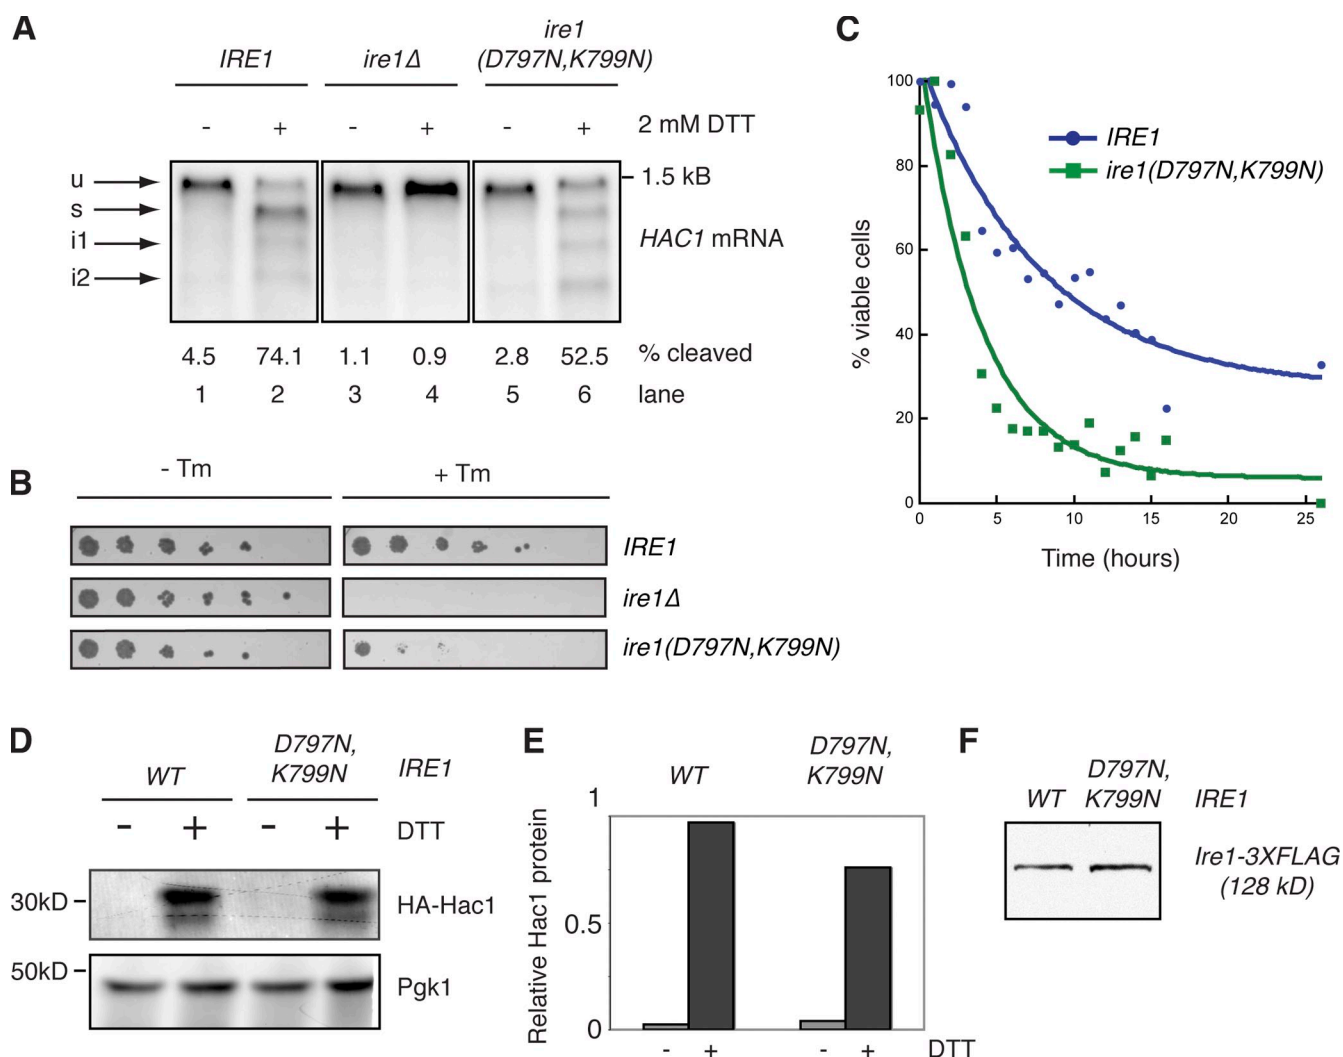 A
IRE1
ire1Δ
ire1
(D797N,K799N)
- + - + - + 2 mM DTT
u
s
i1
i2
1.5 kB
HAC1 mRNA
4.5 74.1 1.1 0.9 2.8 52.5 % cleaved
1 2 3 4 5 6 lane
B
- Tm + Tm
IRE1
ire1Δ
ire1(D797N,K799N)
C
% viable cells
100
80
60
40
20
0
0 5 10 15 20 25
Time (hours)
IRE1
ire1(D797N,K799N)
D
WT D797N,
K799N IRE1
- + - + DTT
30kD HA-Hac1
50kD Pgk1
E
WT D797N,
K799N
Relative Hac1 protein
1
0.5
0
- + - + DTT
F
WT D797N,
K799N IRE1
Ire1-3XFLAG
(128 kD)